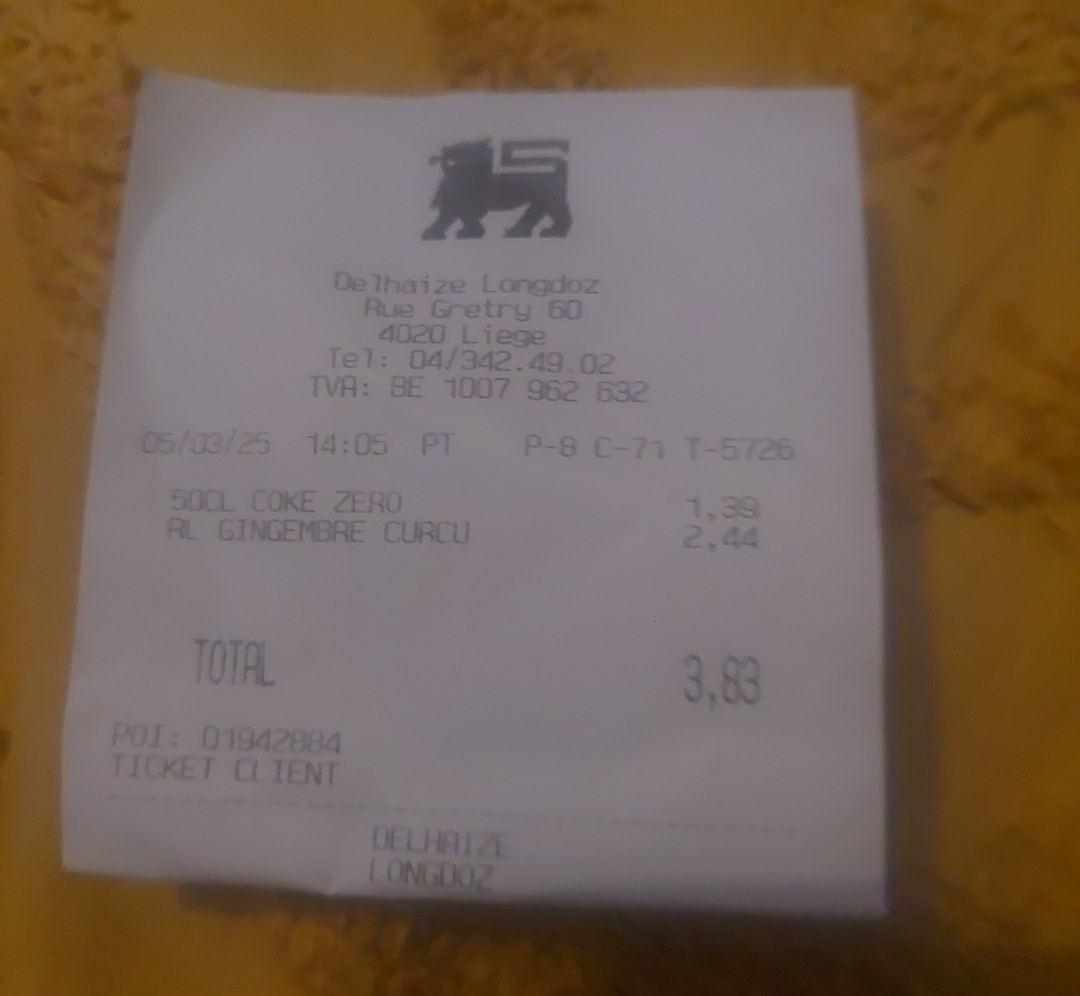 Delhaize Longdoz
Rue Gretry 60
4020 Liege
Tel: 04/342.49.02
TVA: BE 1007 962 632
05/03/25 14:05 PT P-8 C-71 T-5726
50CL COKE ZERO 1,39
RL GINGEMBRE CURCU 2,44
TOTAL 3,83
POI: 01942884
TICKET CLIENT
DELHAIZE
LONGDOZ